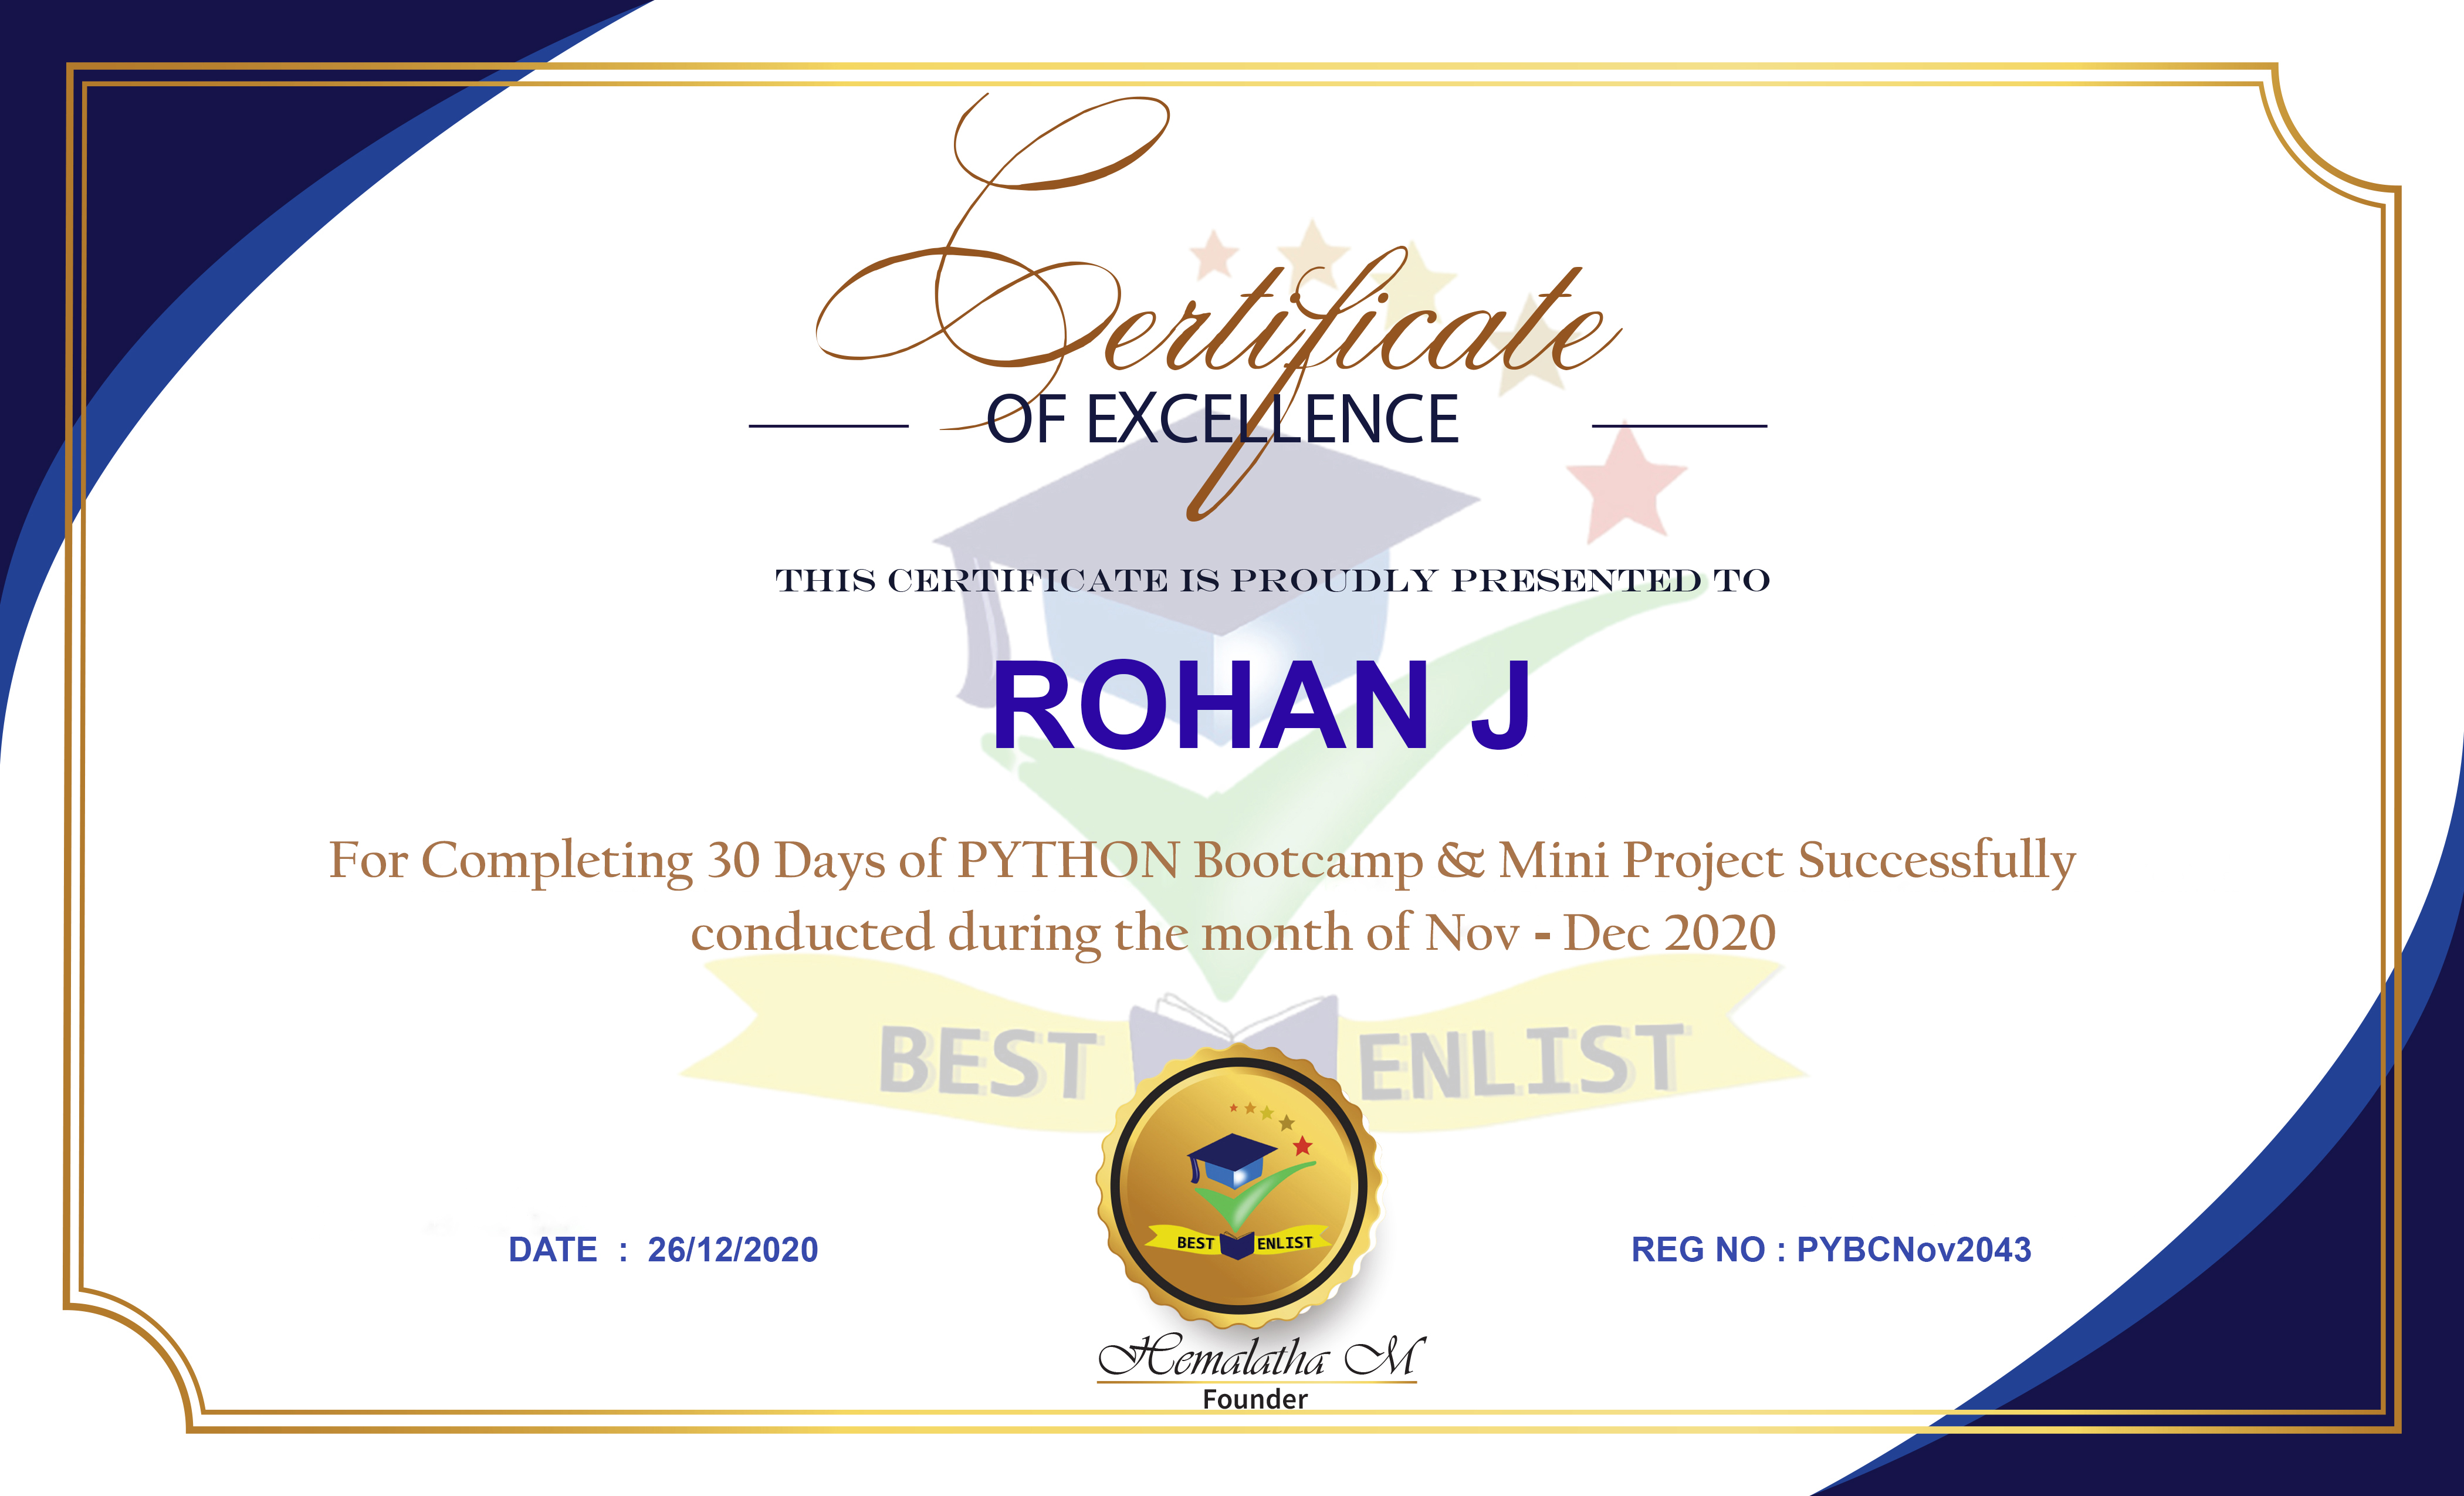 Certificate
OF EXCELLENCE
THIS CERTIFICATE IS PROUDLY PRESENTED TO
ROHAN J
For Completing 30 Days of PYTHON Bootcamp & Mini Project Successfully
conducted during the month of Nov - Dec 2020
BEST ENLIST
BEST ENLIST
DATE : 26/12/2020
REG NO : PYBCNov2043
Hemalatha M
Founder